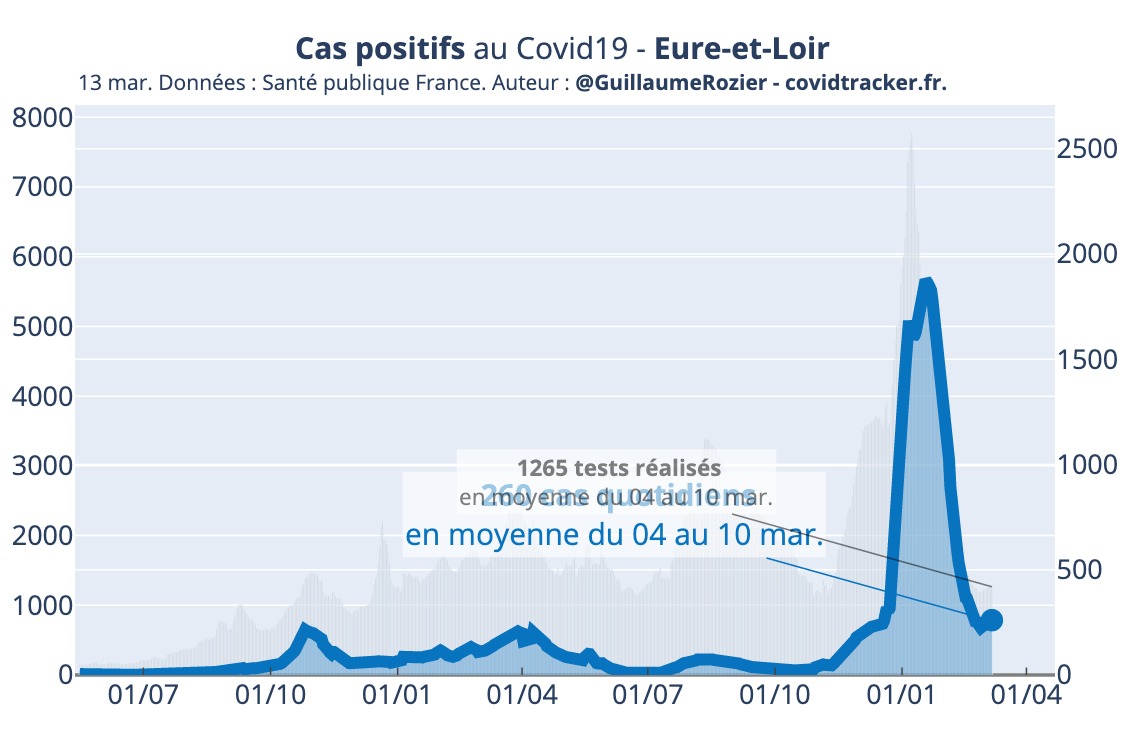 Cas positifs au Covid19 - Eure-et-Loir
13 mar. Données : Santé publique France. Auteur : @GuillaumeRozier - covidtracker.fr.
8000
7000
6000
5000
4000
3000
2000
1000
0
2500
2000
1500
1000
500
0
1265 tests réalisés
en moyenne du 04 au 10 mar.
260 cas quotidiens
en moyenne du 04 au 10 mar.
01/07 01/10 01/01 01/04 01/07 01/10 01/01 01/04